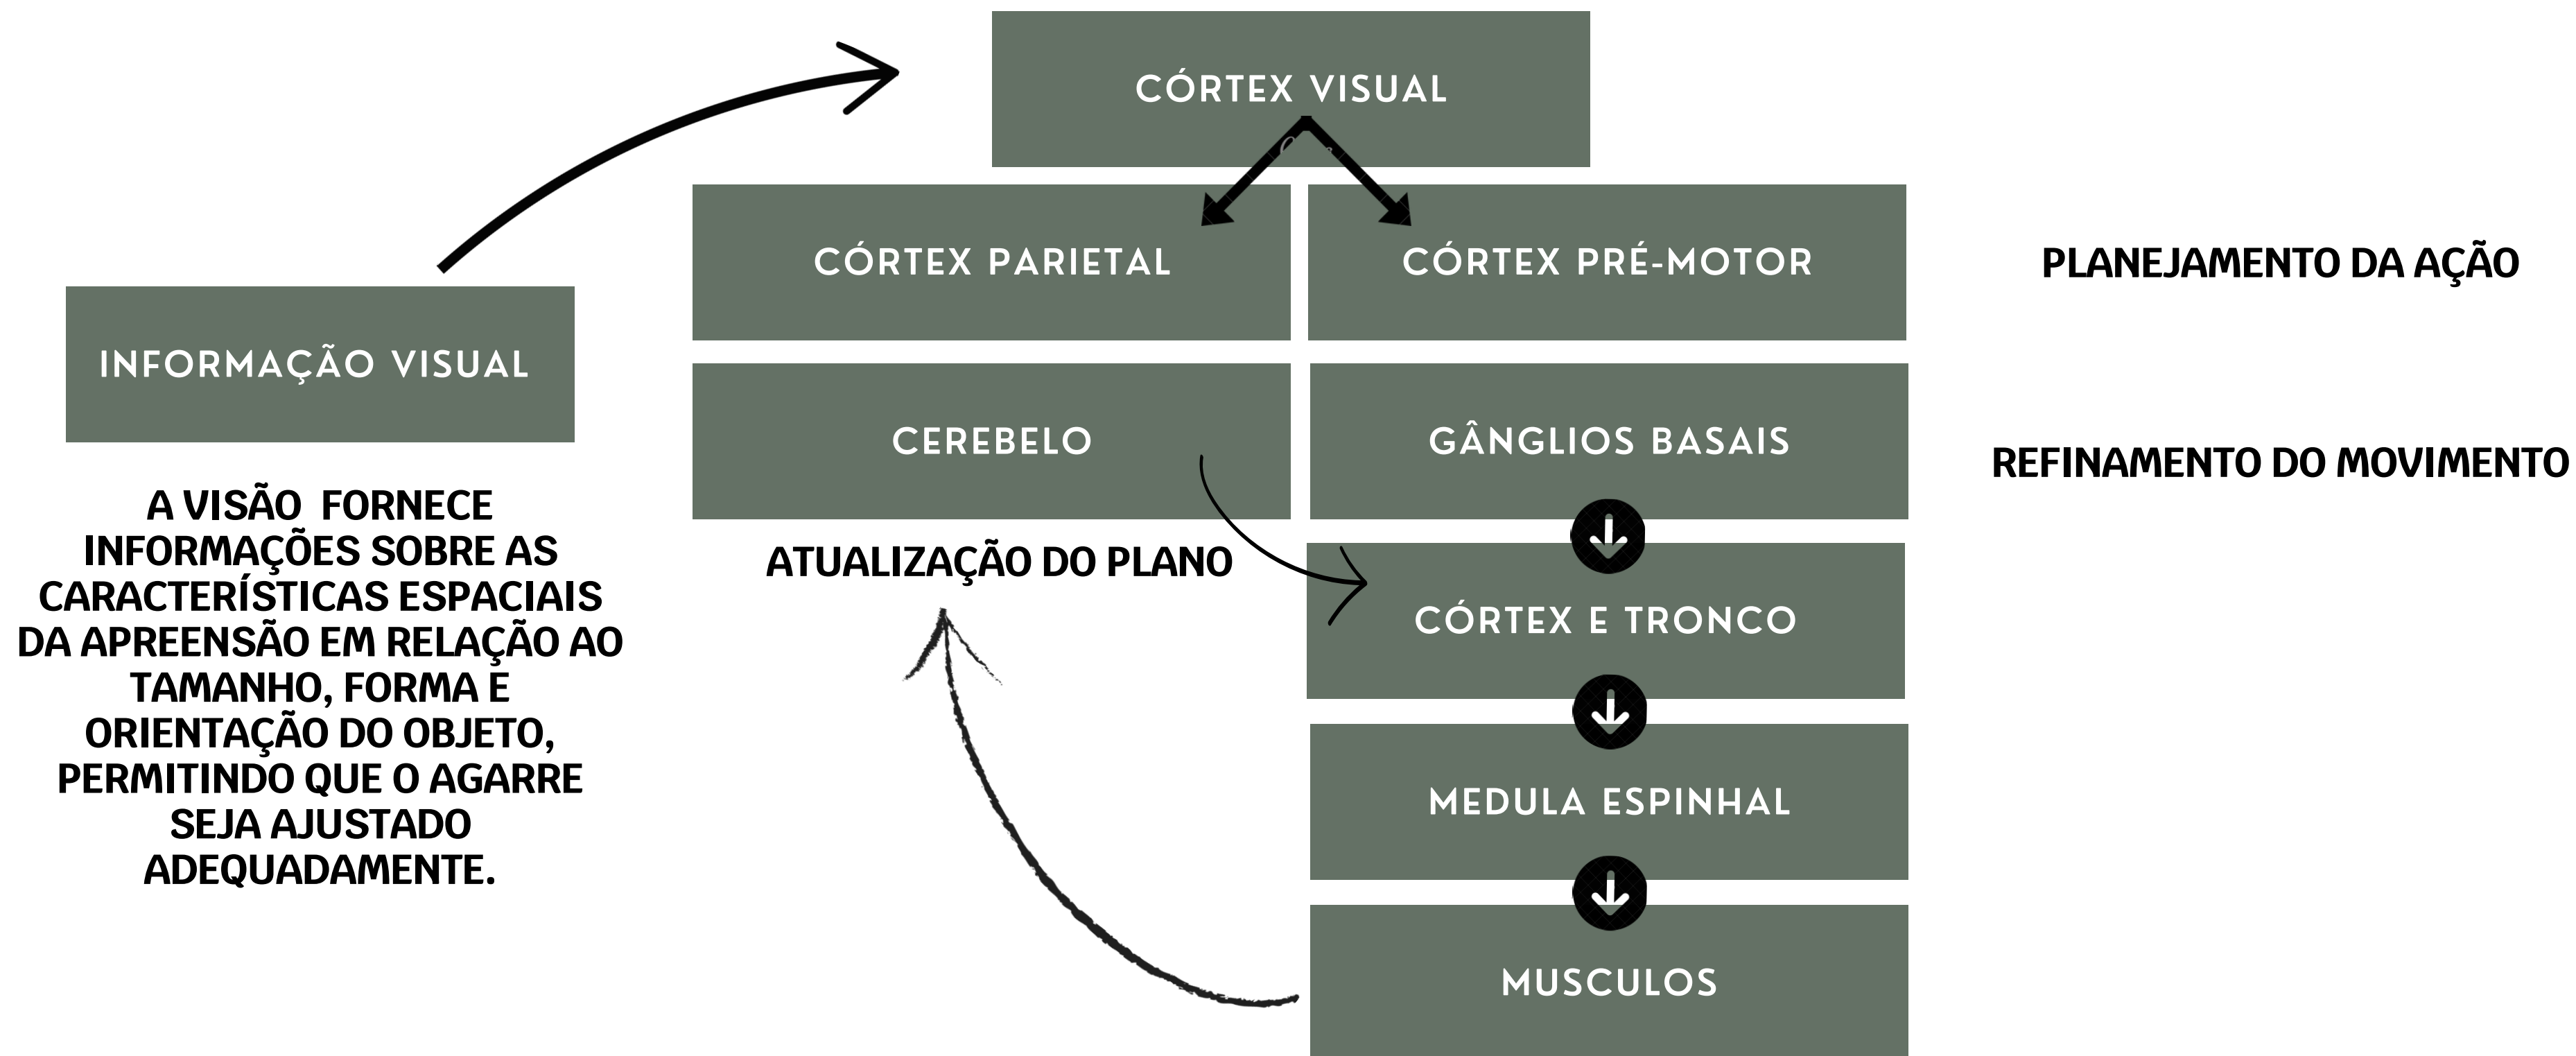 CÓRTEX VISUAL
CÓRTEX PARIETAL
CÓRTEX PRÉ-MOTOR
PLANEJAMENTO DA AÇÃO
INFORMAÇÃO VISUAL
CEREBELO
GÂNGLIOS BASAIS
REFINAMENTO DO MOVIMENTO
A VISÃO FORNECE
INFORMAÇÕES SOBRE AS
CARACTERÍSTICAS ESPACIAIS
DA APREENSÃO EM RELAÇÃO AO
TAMANHO, FORMA E
ORIENTAÇÃO DO OBJETO,
PERMITINDO QUE O AGARRE
SEJA AJUSTADO
ADEQUADAMENTE.
ATUALIZAÇÃO DO PLANO
CÓRTEX E TRONCO
MEDULA ESPINHAL
MUSCULOS